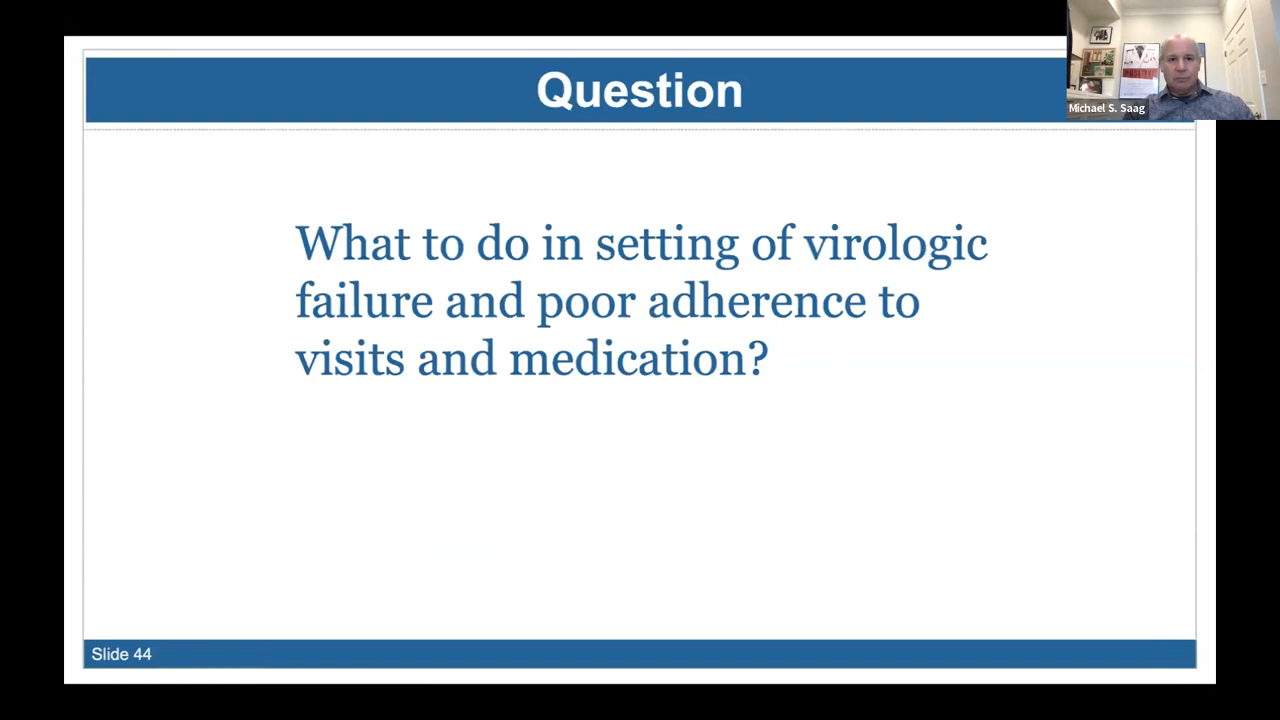 Question
Michael S. Saag
What to do in setting of virologic
failure and poor adherence to
visits and medication?
Slide 44